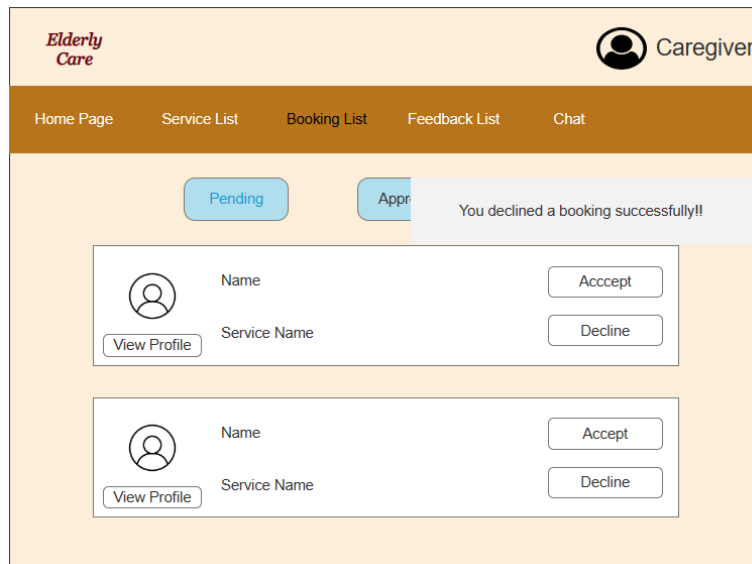 Elderly
Care
Caregiver
Home Page Service List Booking List Feedback List Chat
Pending Appr
You declined a booking successfully!!
Name
Acccept
Service Name
Decline
View Profile
Name
Accept
Service Name
Decline
View Profile